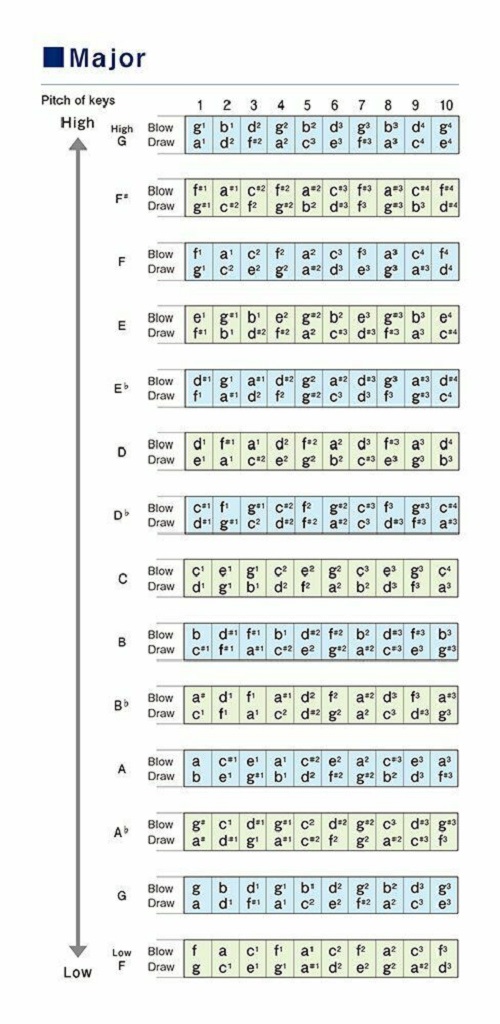 Major
Pitch of keys
1 2 3 4 5 6 7 8 9 10
High
High G
Blow g¹ b¹ d² g² b² d³ g³ b³ d⁴ g⁴
Draw a¹ d² f#² a² c³ e³ f#³ a³ c⁴ e⁴
F#
Blow f#¹ a#¹ c#² f#² a#² c#³ f#³ a#³ c#⁴ f#⁴
Draw g#¹ c#² f² g#² b² d#³ f³ g#³ b³ d#⁴
F
Blow f¹ a¹ c² f² a² c³ f³ a³ c⁴ f⁴
Draw g¹ c² e² g² a#² d³ e³ g³ a#³ d⁴
E
Blow e¹ g#¹ b¹ e² g#² b² e³ g#³ b³ e⁴
Draw f#¹ b¹ d#² f#² a² c#³ d#³ f#³ a³ c#⁴
E♭
Blow d#¹ g¹ a#¹ d#² g² a#² d#³ g³ a#³ d#⁴
Draw f¹ a#¹ d² f² g#² c³ d³ f³ g#³ c⁴
D
Blow d¹ f#¹ a¹ d² f#² a² d³ f#³ a³ d⁴
Draw e¹ a¹ c#² e² g² b² c#³ e³ g³ b³
D♭
Blow c#¹ f¹ g#¹ c#² f² g#² c#³ f³ g#³ c#⁴
Draw d#¹ g#¹ c² d#² f#² a#² c³ d#³ f#³ a#³
C
Blow c¹ e¹ g¹ c² e² g² c³ e³ g³ c⁴
Draw d¹ g¹ b¹ d² f² a² b² d³ f³ a³
B
Blow b d#¹ f#¹ b¹ d#² f#² b² d#³ f#³ b³
Draw c#¹ f#¹ a#¹ c#² e² g#² a#² c#³ e³ g#³
B♭
Blow a# d¹ f¹ a#¹ d² f² a#² d³ f³ a#³
Draw c¹ f¹ a¹ c² d#² g² a² c³ d#³ g³
A
Blow a c#¹ e¹ a¹ c#² e² a² c#³ e³ a³
Draw b e¹ g#¹ b¹ d² f#² g#² b² d³ f#³
A♭
Blow g# c¹ d#¹ g#¹ c² d#² g#² c³ d#³ g#³
Draw a# d#¹ g¹ a#¹ c#² f² g² a#² c#³ f³
G
Blow g b d¹ g¹ b¹ d² g² b² d³ g³
Draw a d¹ f#¹ a¹ c² e² f#² a² c³ e³
Low F
Blow f a c¹ f¹ a¹ c² f² a² c³ f³
Draw g c¹ e¹ g¹ a#¹ d² e² g² a#² d³
Low